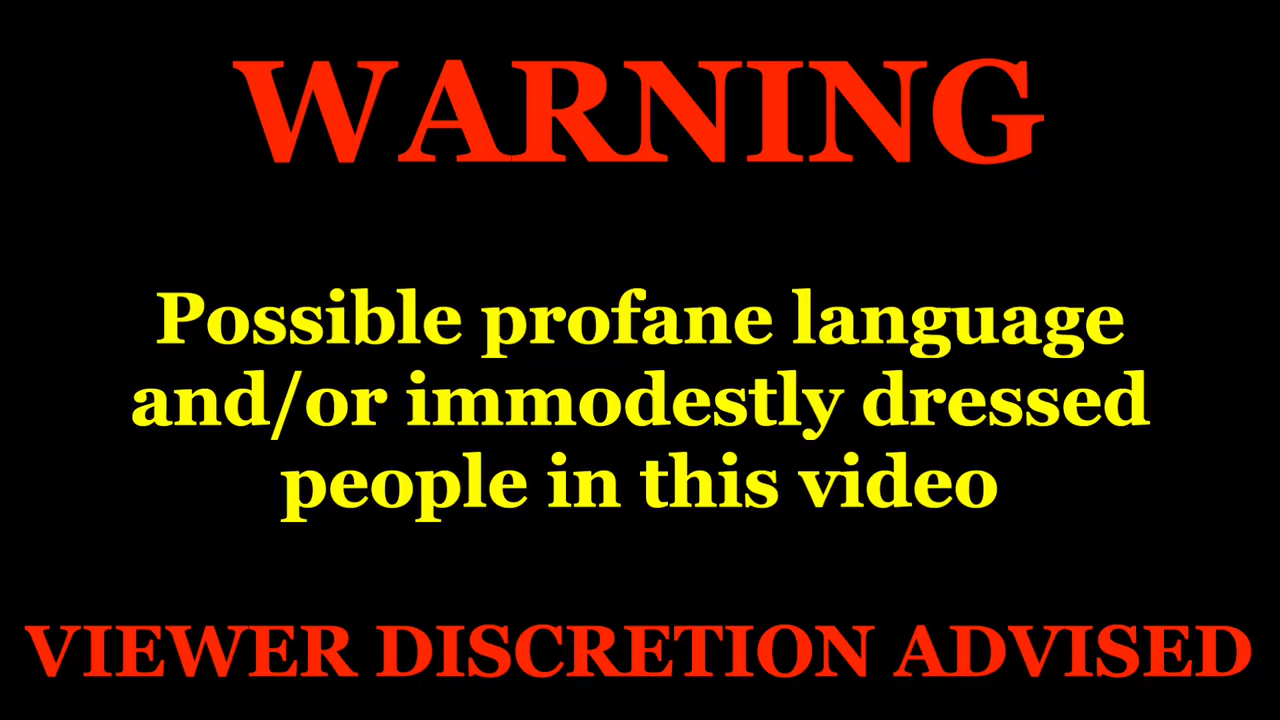 WARNING
Possible profane language
and/or immodestly dressed
people in this video
VIEWER DISCRETION ADVISED